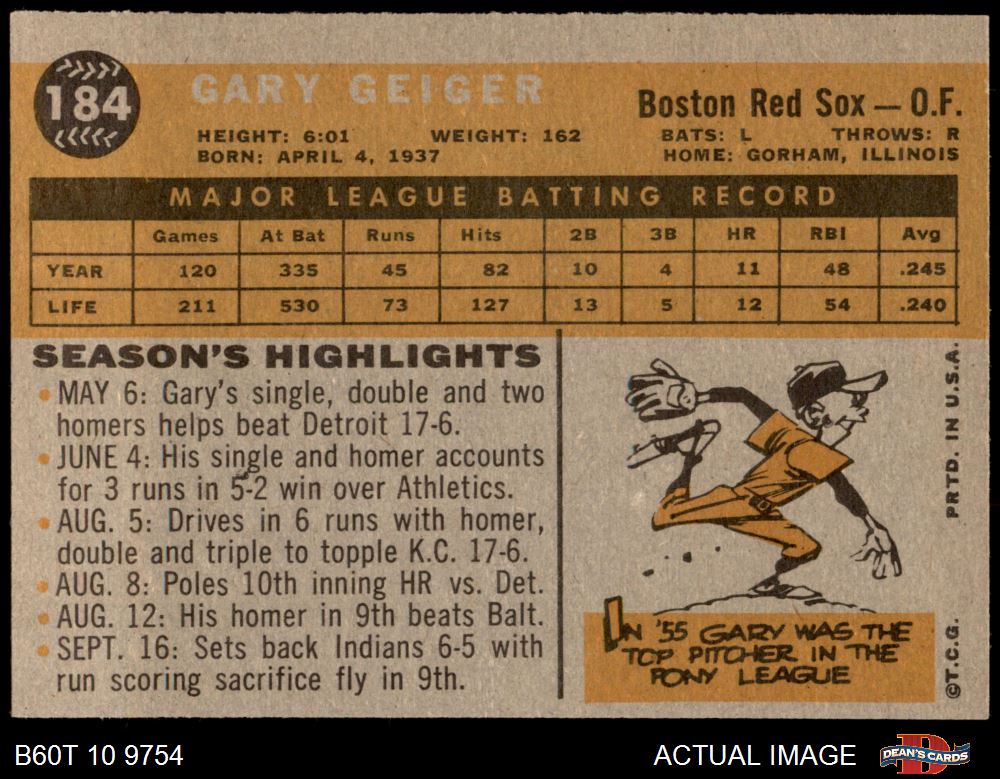 184
GARY GEIGER
Boston Red Sox — O.F.
HEIGHT: 6:01 WEIGHT: 162 BATS: L THROWS: R
BORN: APRIL 4, 1937 HOME: GORHAM, ILLINOIS
MAJOR LEAGUE BATTING RECORD
Games At Bat Runs Hits 2B 3B HR RBI Avg
YEAR 120 335 45 82 10 4 11 48 .245
LIFE 211 530 73 127 13 5 12 54 .240
SEASON'S HIGHLIGHTS
• MAY 6: Gary's single, double and two
homers helps beat Detroit 17-6.
• JUNE 4: His single and homer accounts
for 3 runs in 5-2 win over Athletics.
• AUG. 5: Drives in 6 runs with homer,
double and triple to topple K.C. 17-6.
• AUG. 8: Poles 10th inning HR vs. Det.
• AUG. 12: His homer in 9th beats Balt.
• SEPT. 16: Sets back Indians 6-5 with
run scoring sacrifice fly in 9th.
IN '55 GARY WAS THE
TOP PITCHER IN THE
PONY LEAGUE
©T.C.G. PRTD. IN U.S.A.
B60T 10 9754
ACTUAL IMAGE
DEAN'S CARDS